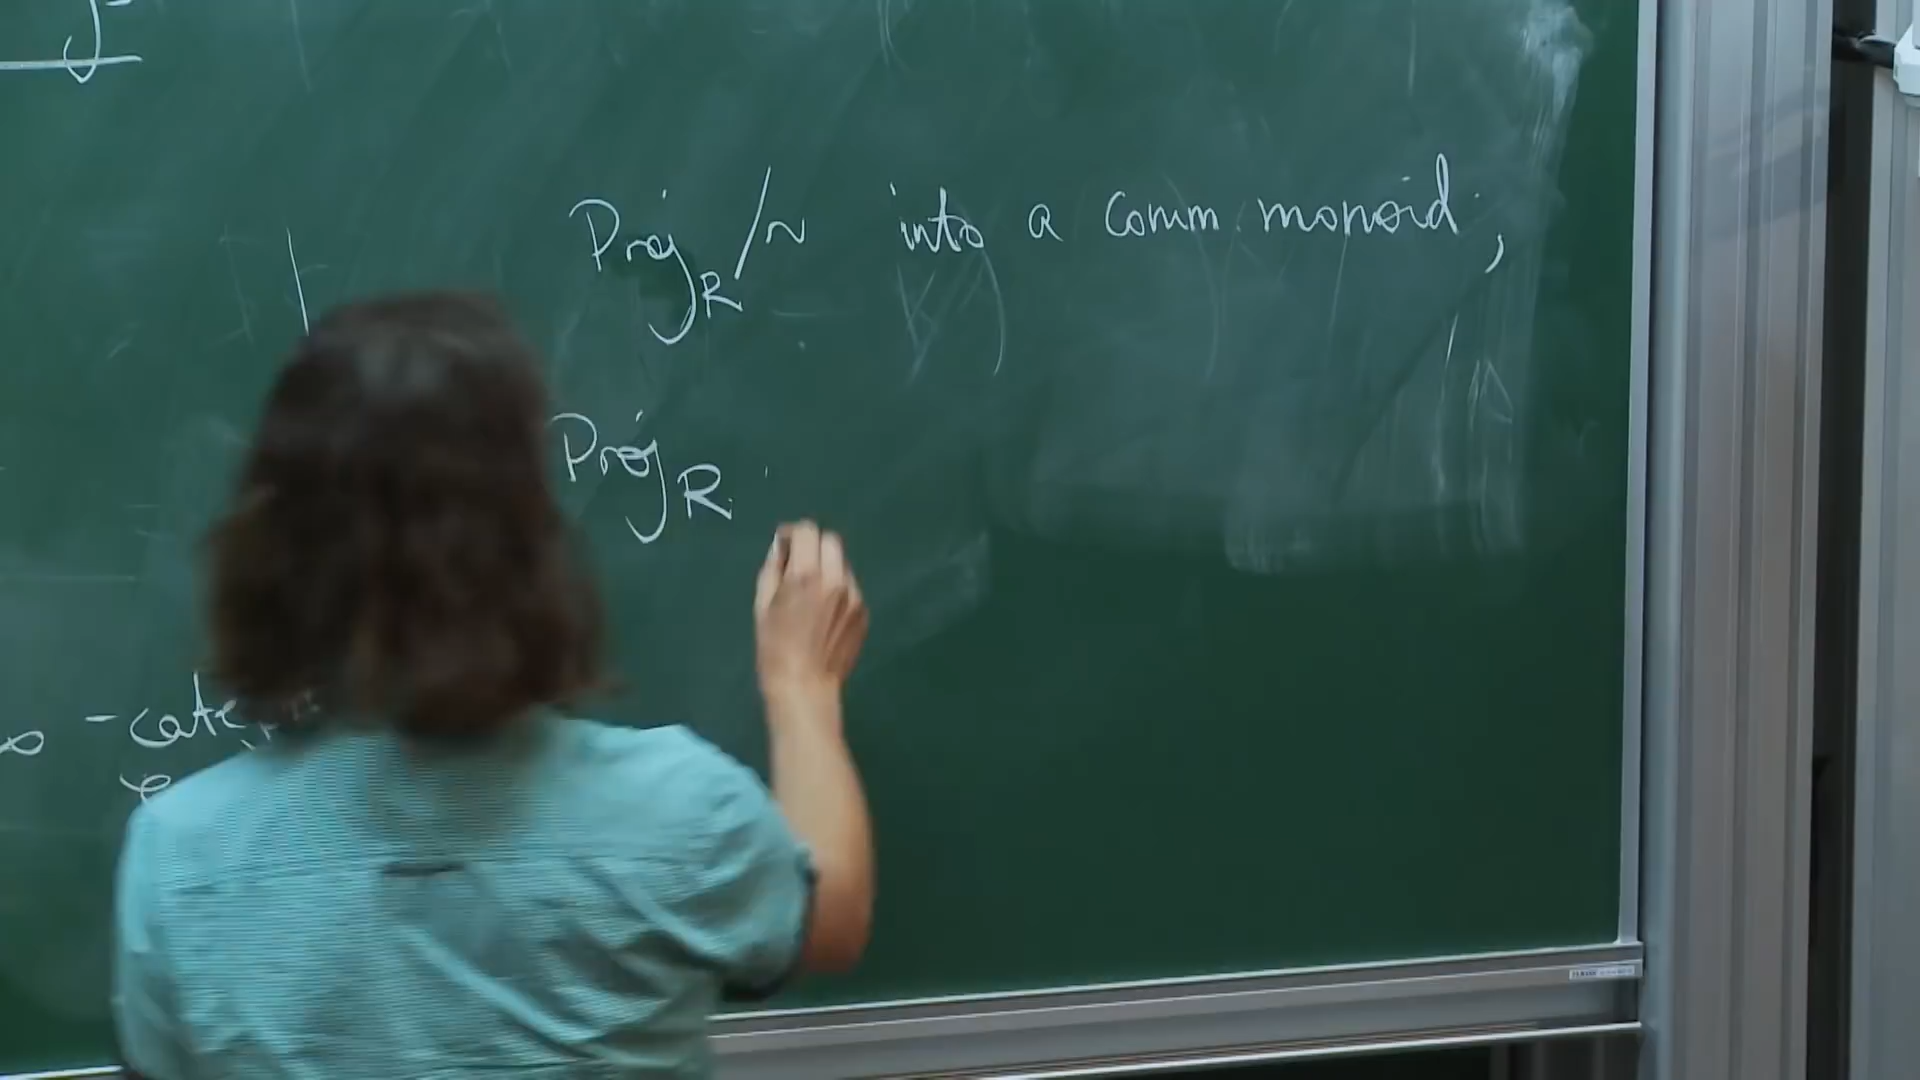 Proj_R/~ into a comm. monoid,
Proj_R
∞-cate